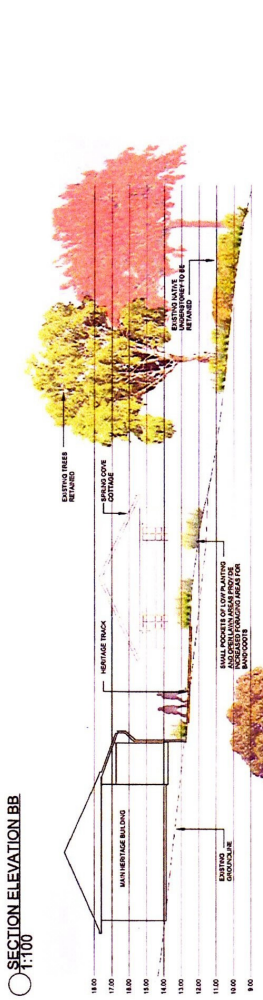 SECTION ELEVATION BB
1:100
EXISTING TREES
RETAINED
SPRING COVE
COTTAGE
HERITAGE TRACK
MAIN HERITAGE BUILDING
EXISTING NATIVE
UNDERSTOREY TO BE
RETAINED
SMALL POCKETS OF LOW PLANTING
AND OPEN LAWN AREAS PROVIDE
INCREASED FORAGING AREAS FOR
BANDICOOTS
EXISTING
GROUNDLINE
18.00
17.00
16.00
15.00
14.00
13.00
12.00
11.00
10.00
9.00